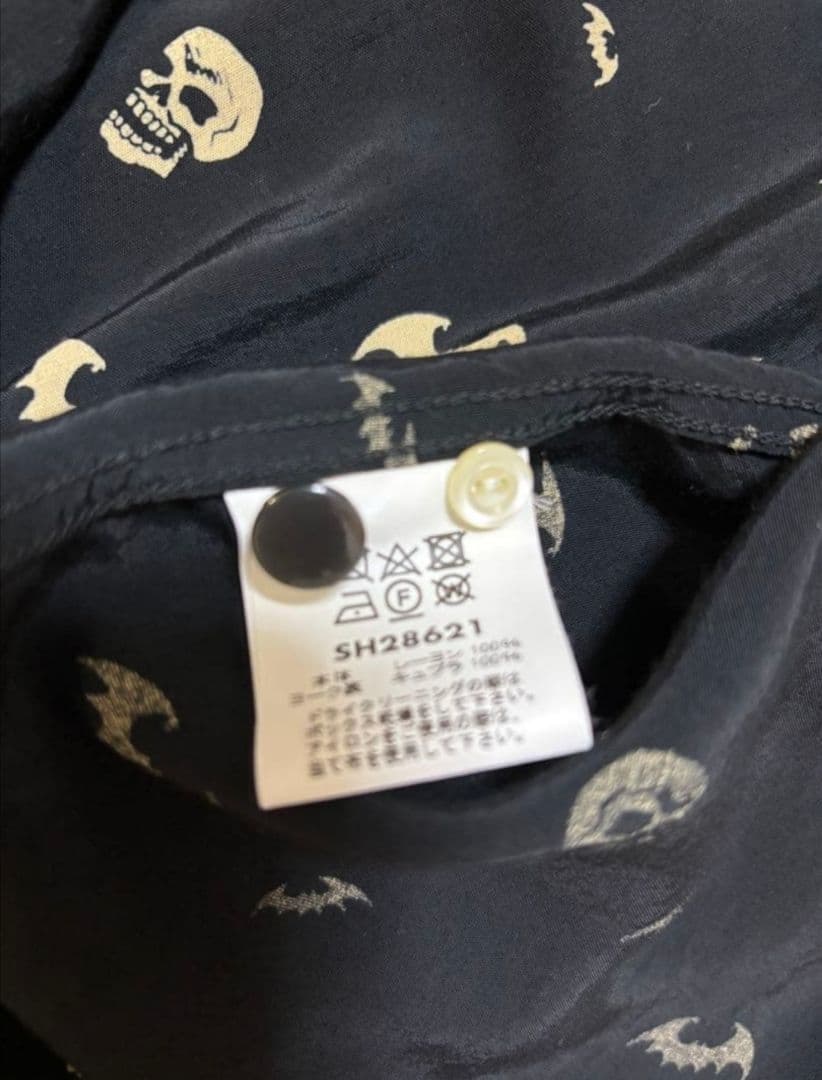 F W
SH28621
本体 レーヨン 100%
ヨーク裏 キュプラ 100%
ドライクリーニングの際は
ボックス乾燥をして下さい。
アイロンをご使用の際は、
当て布を使用して下さい。